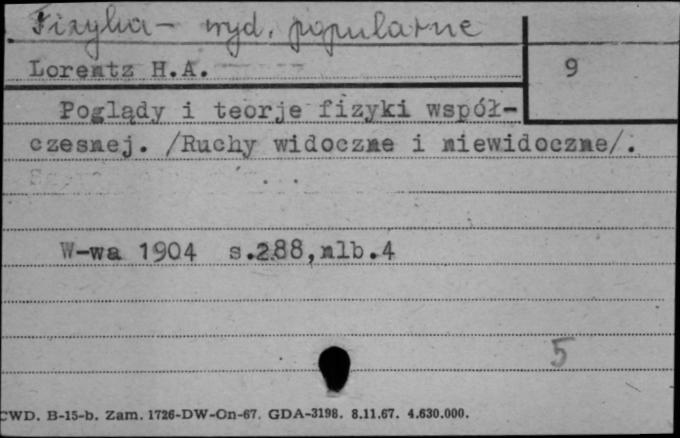 Fizyka - wyd. popularne
Lorentz H.A.
9
Poglądy i teorje fizyki współ-
czesnej. /Ruchy widoczne i niewidoczne/.
W-wa 1904 s.288,nlb.4
5
CWD. B-15-b. Zam. 1726-DW-On-67. GDA-3198. 8.11.67. 4.630.000.